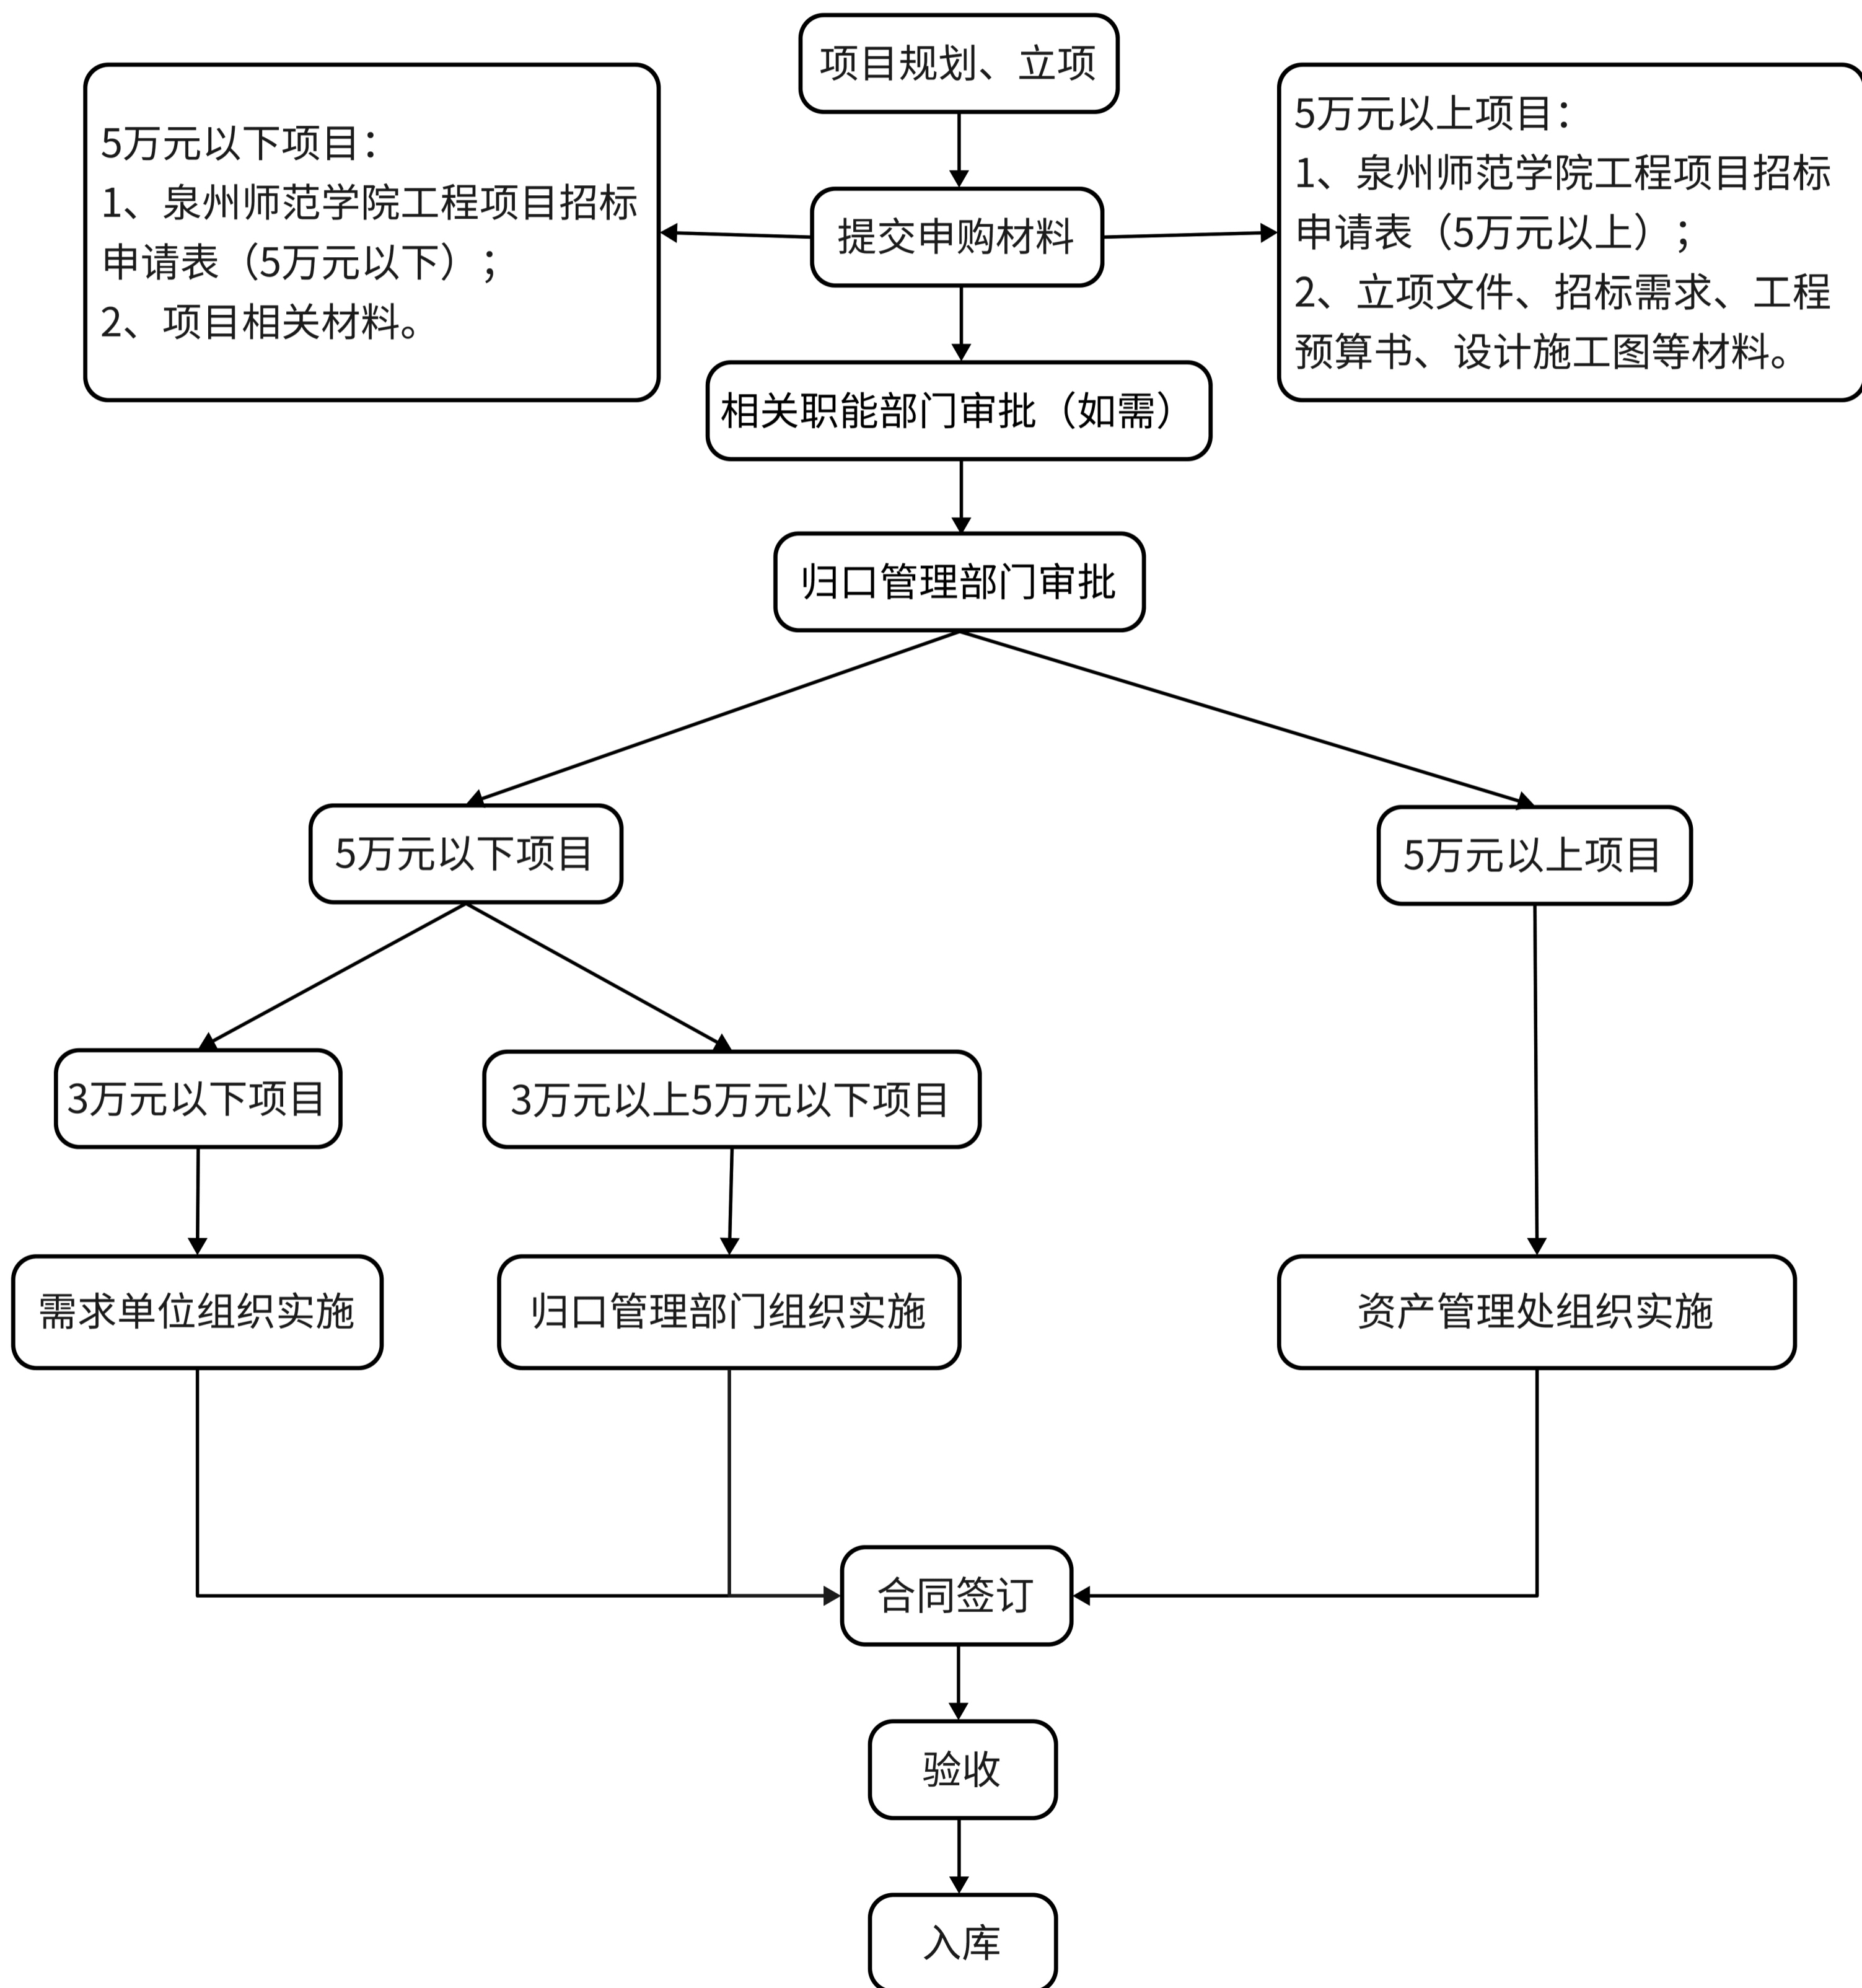 项目规划、立项
5万元以下项目：
1、泉州师范学院工程项目招标
申请表（5万元以下）；
2、项目相关材料。
提交申购材料
5万元以上项目：
1、泉州师范学院工程项目招标
申请表（5万元以上）；
2、立项文件、招标需求、工程
预算书、设计施工图等材料。
相关职能部门审批（如需）
归口管理部门审批
5万元以下项目
5万元以上项目
3万元以下项目
3万元以上5万元以下项目
需求单位组织实施
归口管理部门组织实施
资产管理处组织实施
合同签订
验收
入库